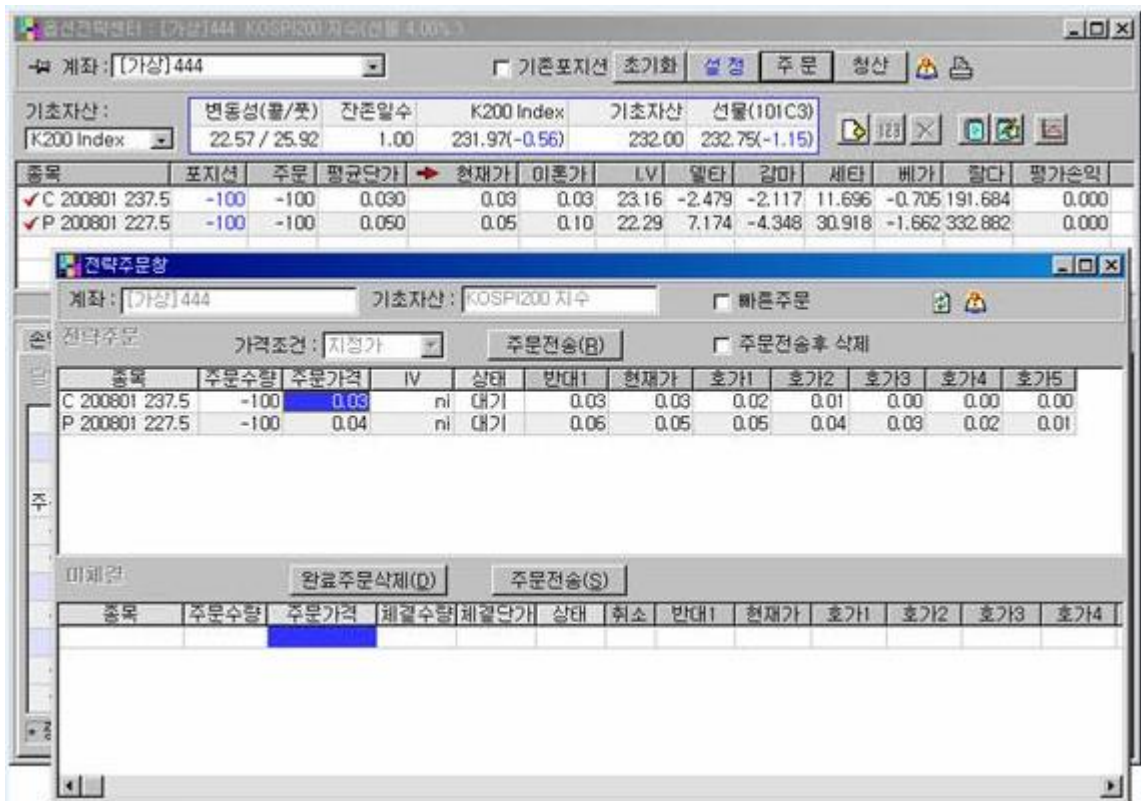 옵션전략센터 : [가상]444 KOSPI200 지수(선물 4.00% )
계좌 : [가상]444 기존포지션 초기화 설 정 주 문 청산
기초자산 : 변동성(콜/풋) 잔존일수 K200 Index 기초자산 선물(101C3)
K200 Index 22.57 / 25.92 1.00 231.97(-0.56) 232.00 232.75(-1.15) 123
종목 포지션 주문 평균단가 현재가 이론가 I.V 델타 감마 세타 베가 팔다 평가손익
C 200801 237.5 -100 -100 0.030 0.03 0.03 23.16 -2.479 -2.117 11.696 -0.705 191.684 0.000
P 200801 227.5 -100 -100 0.050 0.05 0.10 22.29 7.174 -4.348 30.918 -1.662 332.882 0.000
전략주문창
계좌 : [가상]444 기초자산 : KOSPI200 지수 빠른주문
전략주문 가격조건 : 지정가 주문전송(R) 주문전송후 삭제
종목 주문수량 주문가격 IV 상태 반대1 현재가 호가1 호가2 호가3 호가4 호가5
C 200801 237.5 -100 0.03 ni 대기 0.03 0.03 0.02 0.01 0.00 0.00 0.00
P 200801 227.5 -100 0.04 ni 대기 0.06 0.05 0.05 0.04 0.03 0.02 0.01
미체결 완료주문삭제(D) 주문전송(S)
종목 주문수량 주문가격 체결수량 체결단가 상태 취소 반대1 현재가 호가1 호가2 호가3 호가4